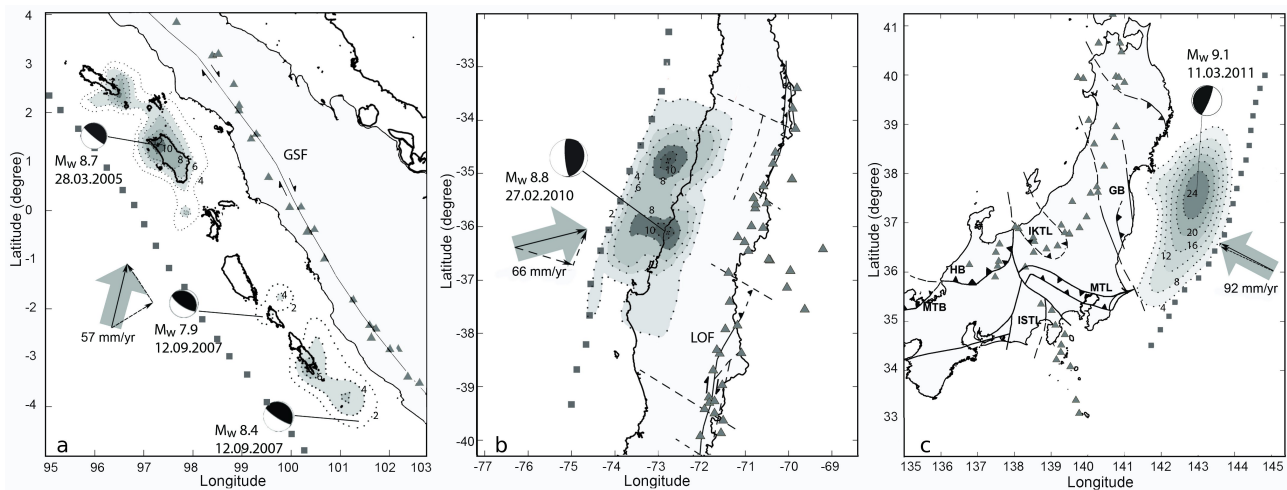 4
3
2
1
0
-1
-2
-3
-4
Latitude (degree)
95 96 97 98 99 100 101 102 103
Longitude
a
Mw 8.7
28.03.2005
10
8
6
4
GSF
57 mm/yr
Mw 7.9
12.09.2007
4
2
6
4
2
Mw 8.4
12.09.2007
-33
-34
-35
-36
-37
-38
-39
-40
Latitude (degree)
-77 -76 -75 -74 -73 -72 -71 -70 -69
Longitude
b
Mw 8.8
27.02.2010
4
6
10
8
2
8
10
66 mm/yr
LOF
41
40
39
38
37
36
35
34
33
Latitude (degree)
135 136 137 138 139 140 141 142 143 144 145
Longitude
c
Mw 9.1
11.03.2011
GB
24
20
16
12
8
4
IKTL
HB
MTL
MTB
ISTL
92 mm/yr